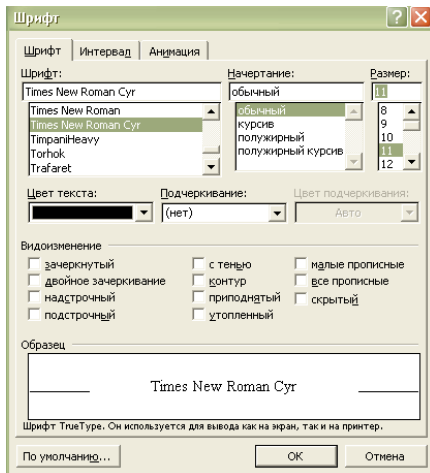 Шрифт
Шрифт Интервал Анимация
Шрифт: Начертание: Размер:
Times New Roman Cyr обычный 11
Times New Roman обычный 8
Times New Roman Cyr курсив 9
TimpaniHeavy полужирный 10
Torhok полужирный курсив 11
Trafaret 12
Цвет текста: Подчеркивание: Цвет подчеркивания:
(нет) Авто
Видоизменение
зачеркнутый с тенью малые прописные
двойное зачеркивание контур все прописные
надстрочный приподнятый скрытый
подстрочный утопленный
Образец
Times New Roman Cyr
Шрифт TrueType. Он используется для вывода как на экран, так и на принтер.
По умолчанию... ОК Отмена